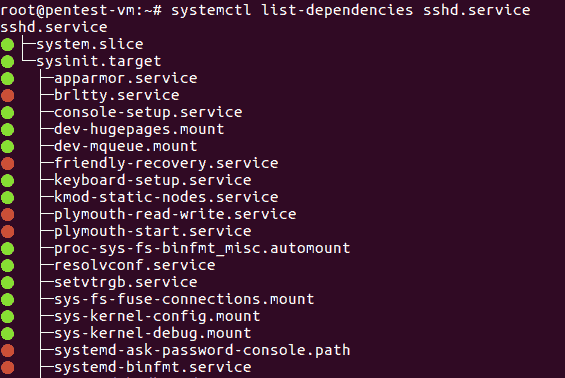 root@pentest-vm:~# systemctl list-dependencies sshd.service
sshd.service
● ├─system.slice
● └─sysinit.target
●   ├─apparmor.service
●   ├─brltty.service
●   ├─console-setup.service
●   ├─dev-hugepages.mount
●   ├─dev-mqueue.mount
●   ├─friendly-recovery.service
●   ├─keyboard-setup.service
●   ├─kmod-static-nodes.service
●   ├─plymouth-read-write.service
●   ├─plymouth-start.service
●   ├─proc-sys-fs-binfmt_misc.automount
●   ├─resolvconf.service
●   ├─setvtrgb.service
●   ├─sys-fs-fuse-connections.mount
●   ├─sys-kernel-config.mount
●   ├─sys-kernel-debug.mount
●   ├─systemd-ask-password-console.path
●   ├─systemd-binfmt.service